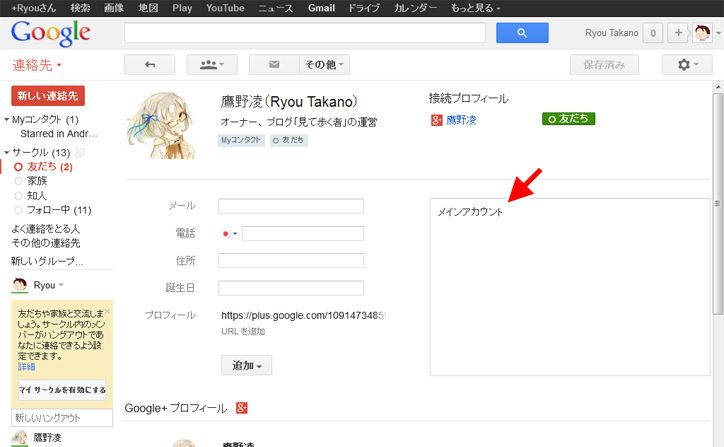 +Ryouさん 検索 画像 地図 Play YouTube ニュース Gmail ドライブ カレンダー もっと見る
Google
Ryou Takano 0 +
連絡先
その他
保存済み
新しい連絡先
Myコンタクト (1)
Starred in Andr...
サークル (13)
友だち (2)
家族
知人
フォロー中 (11)
よく連絡をとる人
その他の連絡先
新しいグループ...
Ryou
友だちや家族と交流しま
しょう。サークル内のメン
バーがハングアウトであ
なたに連絡できるよう設
定できます。
詳細
マイ サークルを有効にする
新しいハングアウト
鷹野凌
鷹野凌(Ryou Takano)
オーナー、ブログ「見て歩く者」の運営
Myコンタクト 友だち
接続プロフィール
鷹野凌 友だち
メール
電話
住所
誕生日
プロフィール https://plus.google.com/1091473485
URL を追加
追加
メインアカウント
Google+ プロフィール
鷹野凌